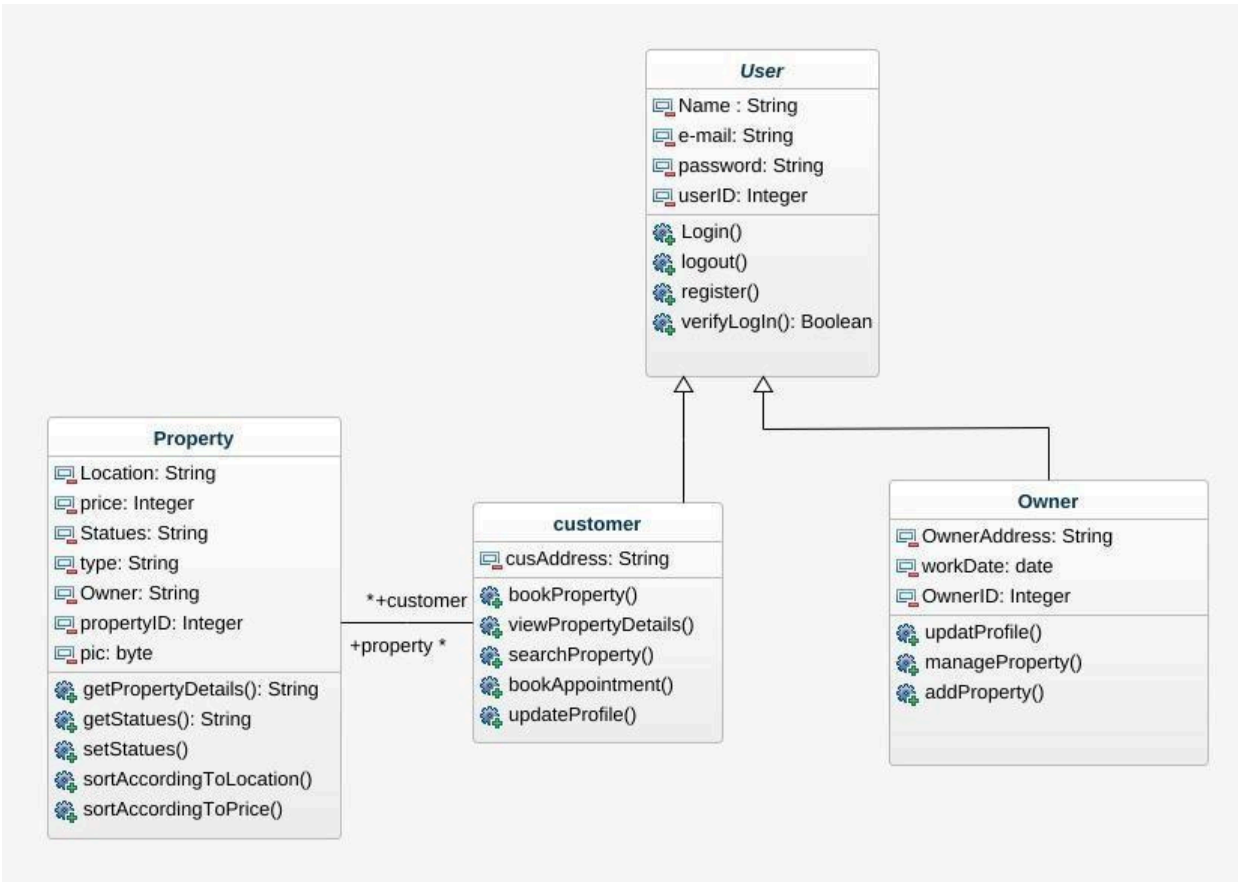 User
Name : String
e-mail: String
password: String
userID: Integer
Login()
logout()
register()
verifyLogIn(): Boolean
Property
Location: String
price: Integer
Statues: String
type: String
Owner: String
propertyID: Integer
pic: byte
getPropertyDetails(): String
getStatues(): String
setStatues()
sortAccordingToLocation()
sortAccordingToPrice()
*+customer
+property *
customer
cusAddress: String
bookProperty()
viewPropertyDetails()
searchProperty()
bookAppointment()
updateProfile()
Owner
OwnerAddress: String
workDate: date
OwnerID: Integer
updatProfile()
manageProperty()
addProperty()